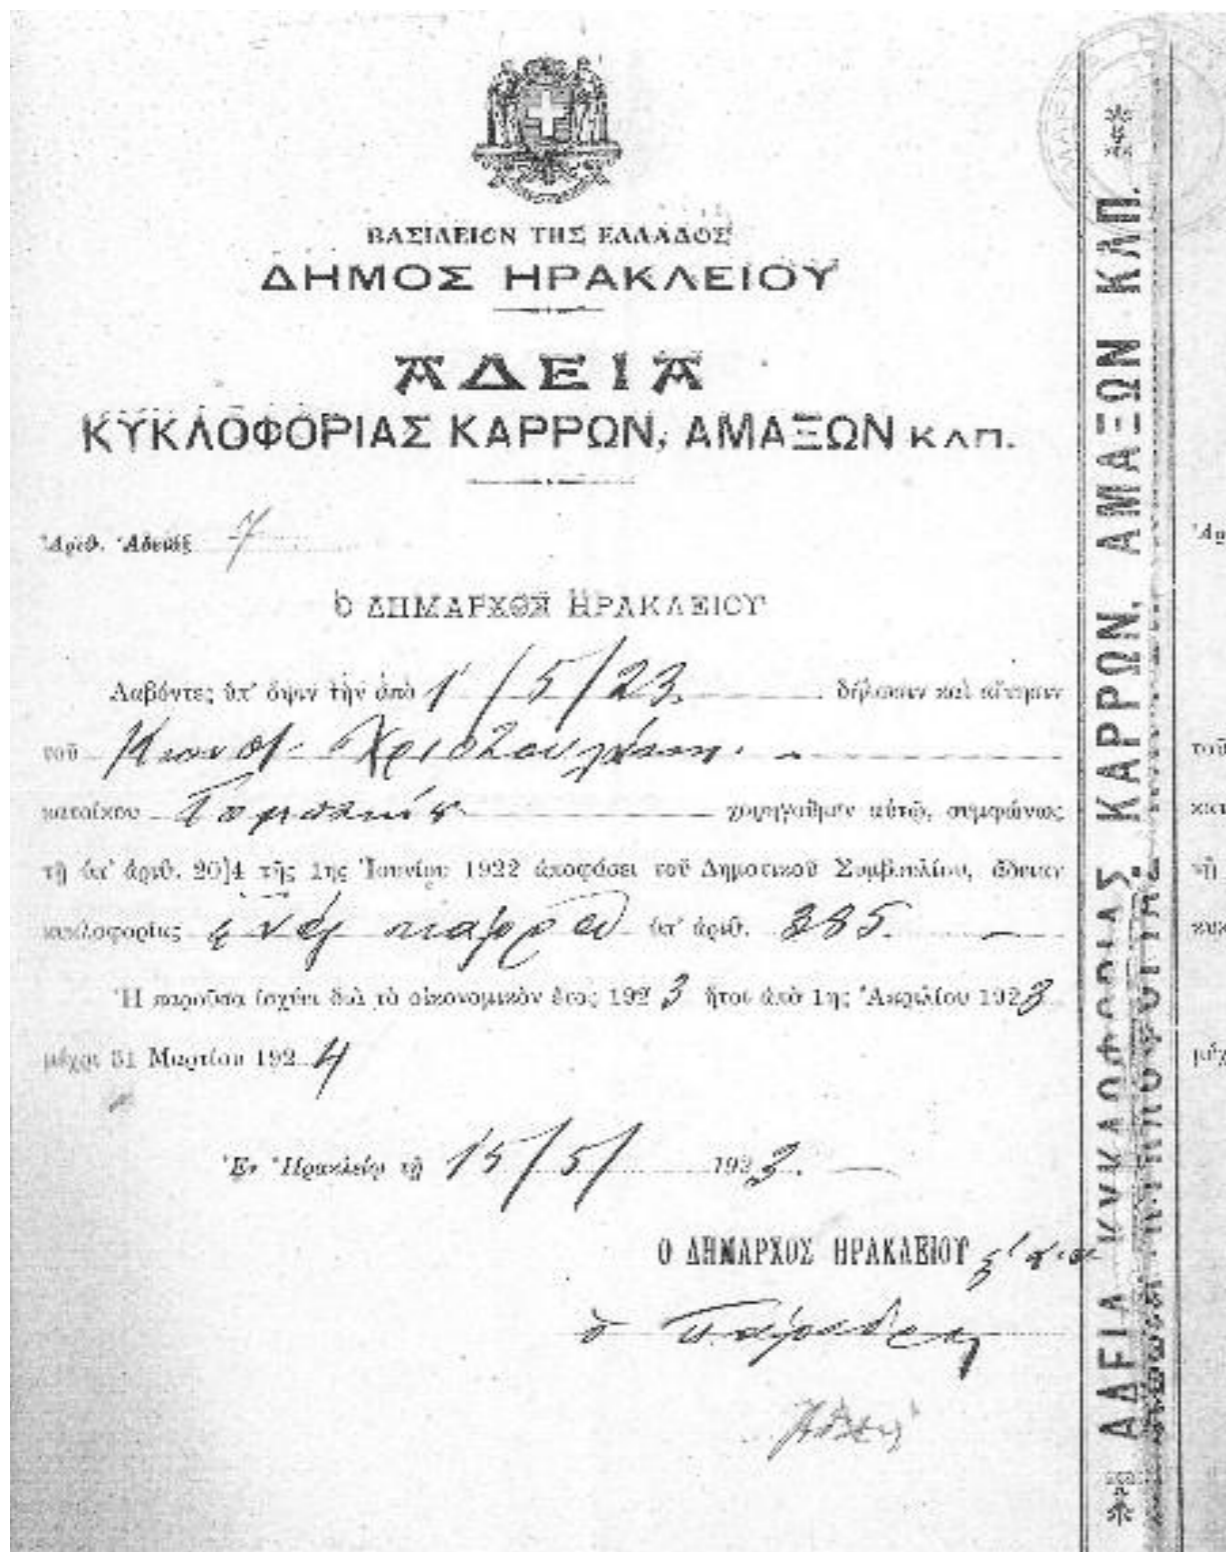 ΒΑΣΙΛΕΙΟΝ ΤΗΣ ΕΛΛΑΔΟΣ
ΔΗΜΟΣ ΗΡΑΚΛΕΙΟΥ
ΑΔΕΙΑ
ΚΥΚΛΟΦΟΡΙΑΣ ΚΑΡΡΩΝ, ΑΜΑΞΩΝ ΚΛΠ.
Ἀριθ. Ἀδείας 7
Ο ΔΗΜΑΡΧΟΣ ΗΡΑΚΛΕΙΟΥ
Λαβόντες ὑπ' ὄψιν τὴν ἀπὸ 1/5/23 δήλωσιν καὶ αἴτησιν
τοῦ
κατοίκου χορηγοῦμεν αὐτῷ, συμφώνως
τῇ ὑπ' ἀριθ. 20]4 τῆς 1ης Ἰουνίου 1922 ἀποφάσει τοῦ Δημοτικοῦ Συμβουλίου, ἄδειαν
κυκλοφορίας ἑνός κάρρου ὑπ' ἀριθ. 385.
Ἡ παροῦσα ἰσχύει διὰ τὸ οἰκονομικὸν ἔτος 1923 ἤτοι ἀπὸ 1ης Ἀπριλίου 1923
μέχρι 31 Μαρτίου 1924
Ἐν Ἡρακλείῳ τῇ 15/5/1923.
Ο ΔΗΜΑΡΧΟΣ ΗΡΑΚΛΕΙΟΥ
ὁ Πάρεδρος
ΑΔΕΙΑ ΚΥΚΛΟΦΟΡΙΑΣ ΚΑΡΡΩΝ, ΑΜΑΞΩΝ ΚΛΠ.
τοῦ